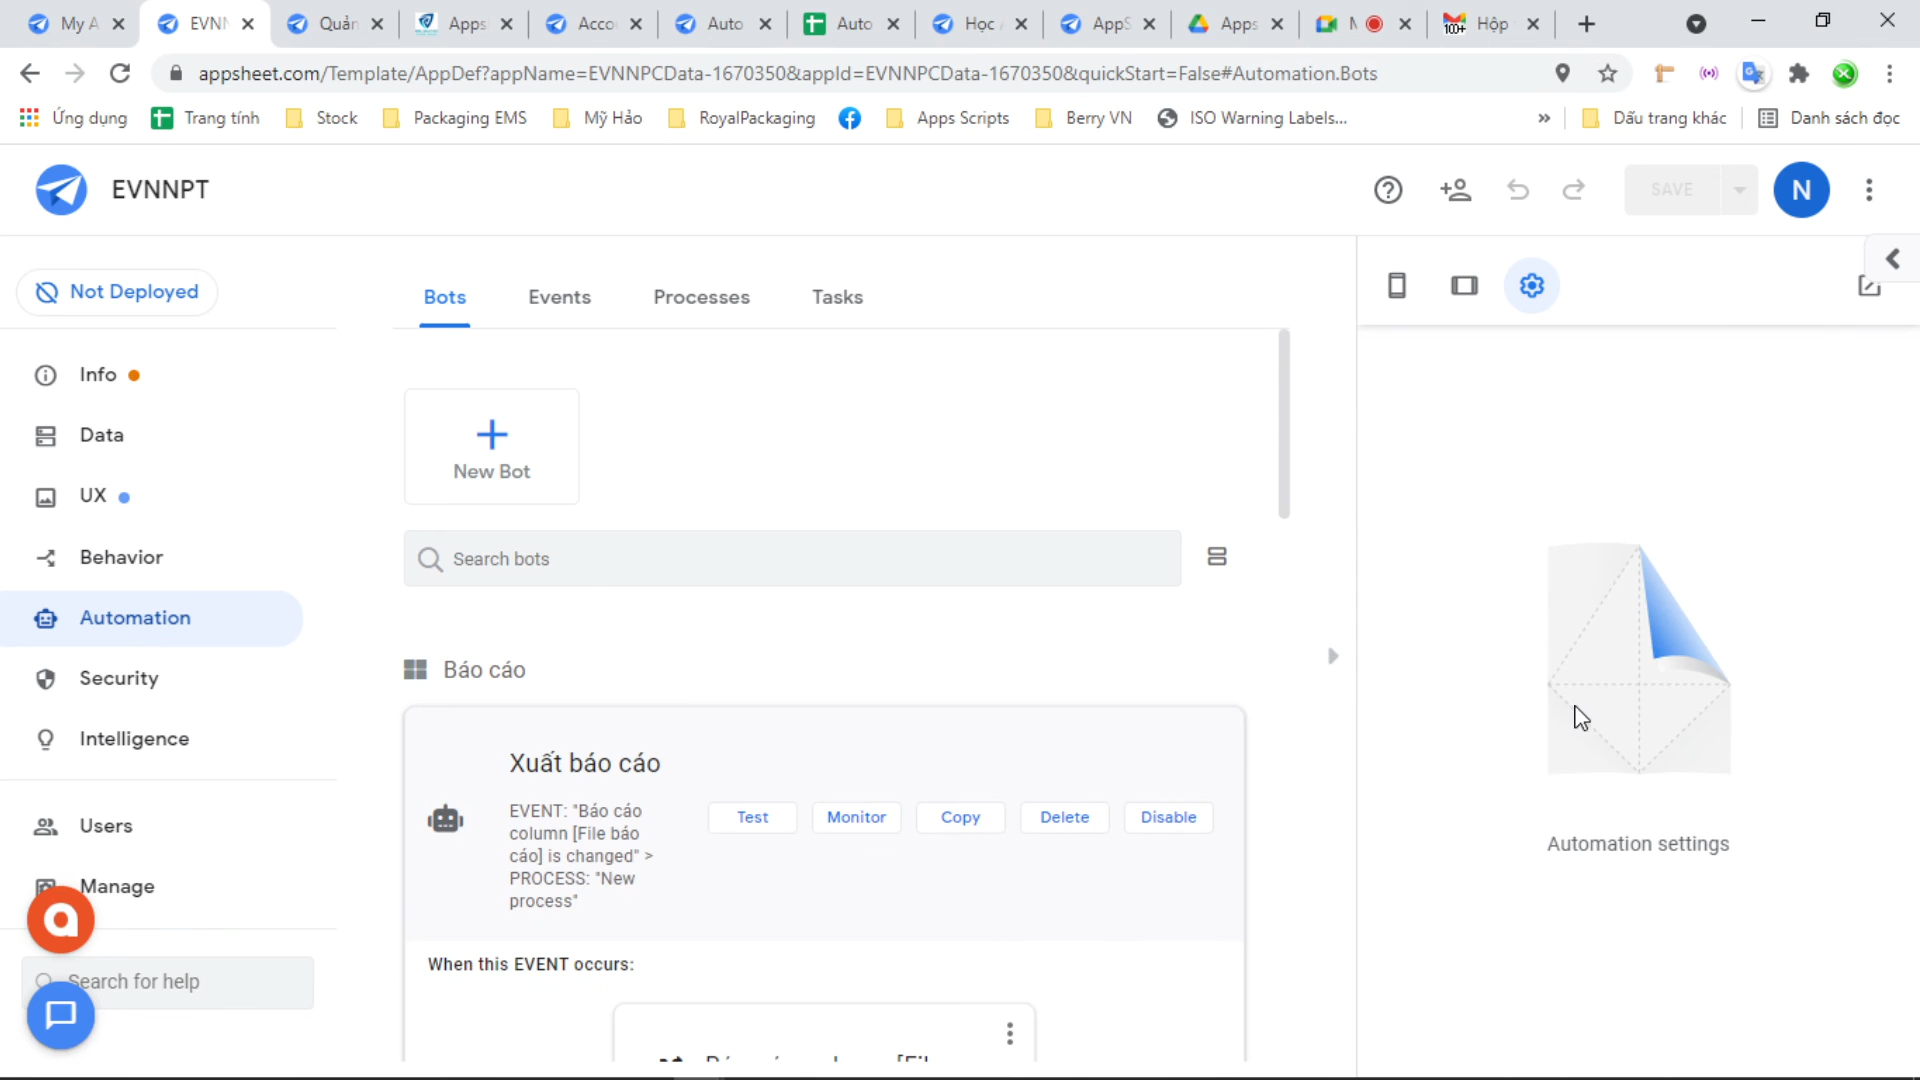 My A
EVNN
Quản
Apps
Acco
Auto
Auto
Học
AppS
Apps
M
100+
Hộp
appsheet.com/Template/AppDef?appName=EVNNPCData-1670350&appId=EVNNPCData-1670350&quickStart=False#Automation.Bots
Ứng dụng
Trang tính
Stock
Packaging EMS
Mỹ Hảo
RoyalPackaging
Apps Scripts
Berry VN
ISO Warning Labels...
»
Dấu trang khác
Danh sách đọc
EVNNPT
SAVE
N
Not Deployed
Bots
Events
Processes
Tasks
Info
Data
UX
Behavior
Automation
Security
Intelligence
Users
Manage
Search for help
New Bot
Search bots
Báo cáo
Xuất báo cáo
EVENT: "Báo cáo
column [File báo
cáo] is changed" >
PROCESS: "New
process"
Test
Monitor
Copy
Delete
Disable
When this EVENT occurs:
Automation settings